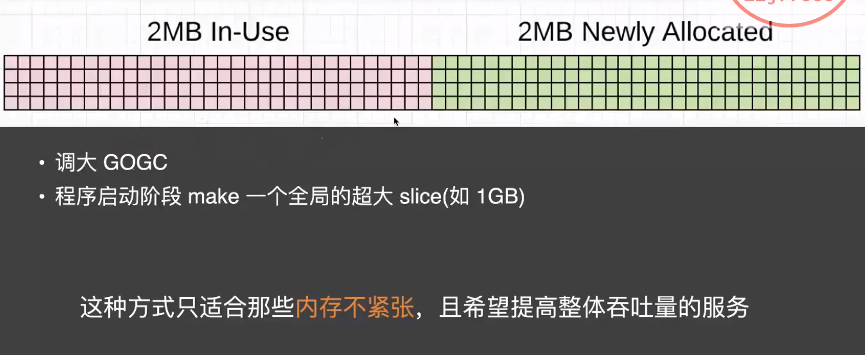 2MB In-Use
2MB Newly Allocated
• 调大 GOGC
• 程序启动阶段 make 一个全局的超大 slice(如 1GB)
这种方式只适合那些内存不紧张，且希望提高整体吞吐量的服务